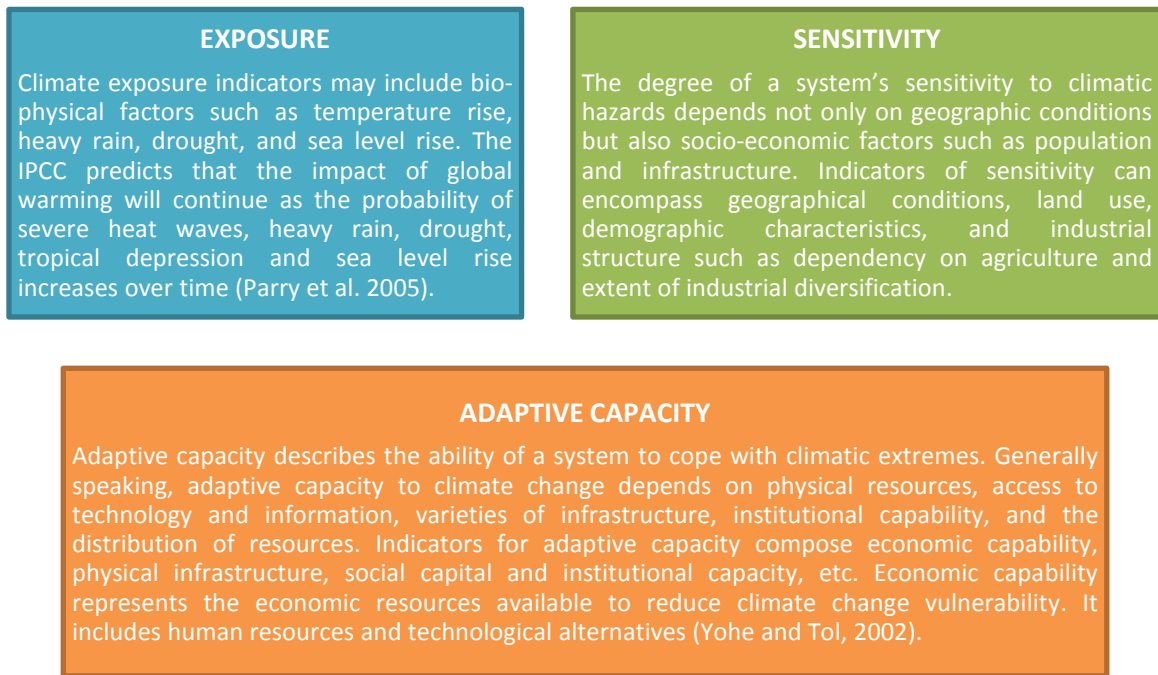 EXPOSURE
Climate exposure indicators may include bio-
physical factors such as temperature rise,
heavy rain, drought, and sea level rise. The
IPCC predicts that the impact of global
warming will continue as the probability of
severe heat waves, heavy rain, drought,
tropical depression and sea level rise
increases over time (Parry et al. 2005).
SENSITIVITY
The degree of a system’s sensitivity to climatic
hazards depends not only on geographic conditions
but also socio-economic factors such as population
and infrastructure. Indicators of sensitivity can
encompass geographical conditions, land use,
demographic characteristics, and industrial
structure such as dependency on agriculture and
extent of industrial diversification.
ADAPTIVE CAPACITY
Adaptive capacity describes the ability of a system to cope with climatic extremes. Generally
speaking, adaptive capacity to climate change depends on physical resources, access to
technology and information, varieties of infrastructure, institutional capability, and the
distribution of resources. Indicators for adaptive capacity compose economic capability,
physical infrastructure, social capital and institutional capacity, etc. Economic capability
represents the economic resources available to reduce climate change vulnerability. It
includes human resources and technological alternatives (Yohe and Tol, 2002).